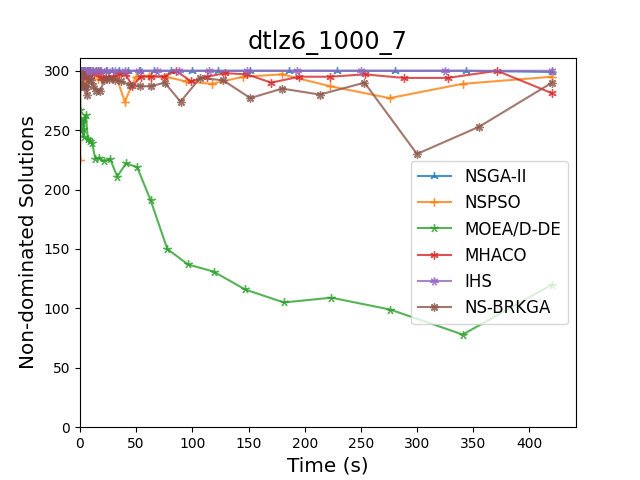 dtlz6_1000_7
Non-dominated Solutions
300
250
200
150
100
50
0
0 50 100 150 200 250 300 350 400
Time (s)
NSGA-II
NSPSO
MOEA/D-DE
MHACO
IHS
NS-BRKGA